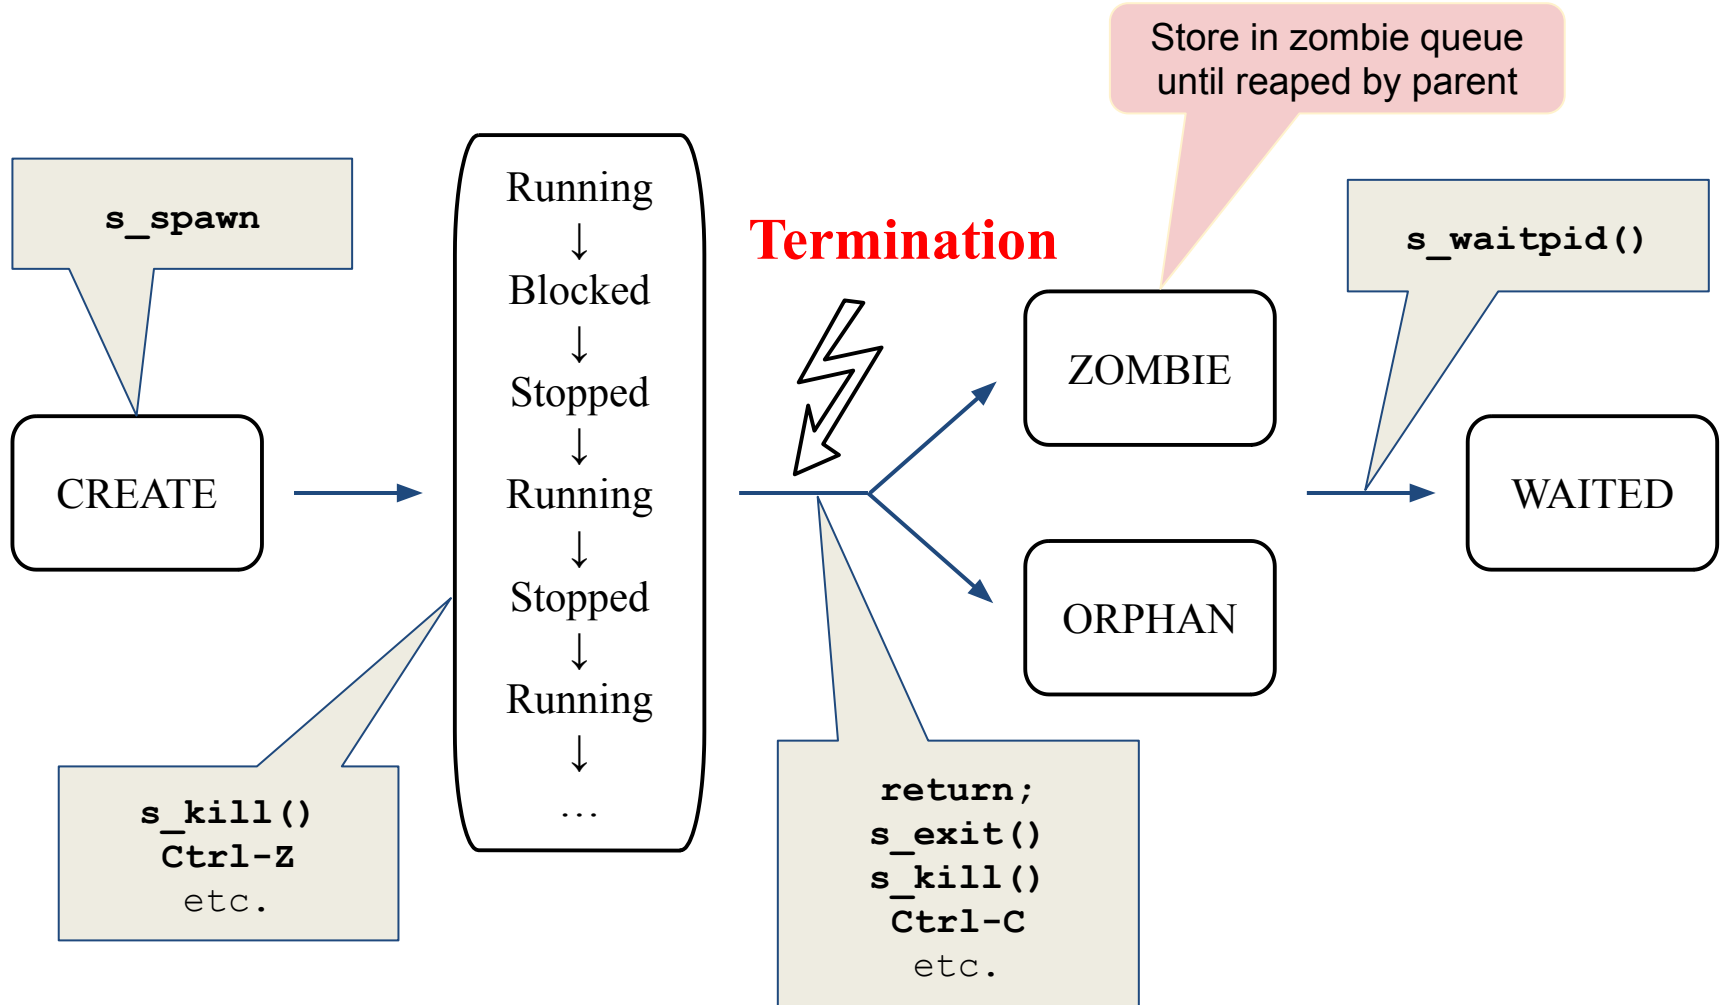 Store in zombie queue
until reaped by parent
s_spawn
Running
↓
Blocked
↓
Stopped
↓
Running
↓
Stopped
↓
Running
↓
...
Termination
s_waitpid()
ZOMBIE
CREATE
WAITED
ORPHAN
s_kill()
Ctrl-Z
etc.
return;
s_exit()
s_kill()
Ctrl-C
etc.